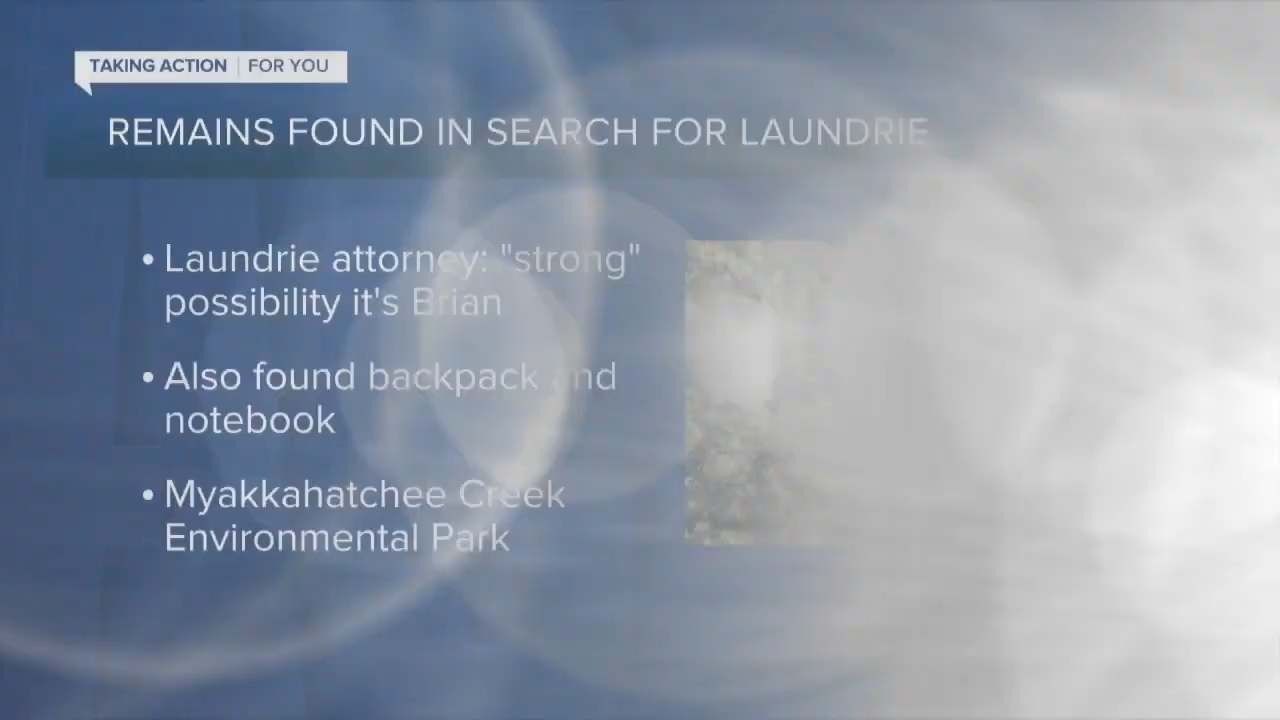 TAKING ACTION | FOR YOU
REMAINS FOUND IN SEARCH FOR LAUNDRIE
• Laundrie attorney: "strong"
possibility it's Brian
• Also found backpack and
notebook
• Myakkahatchee Creek
Environmental Park